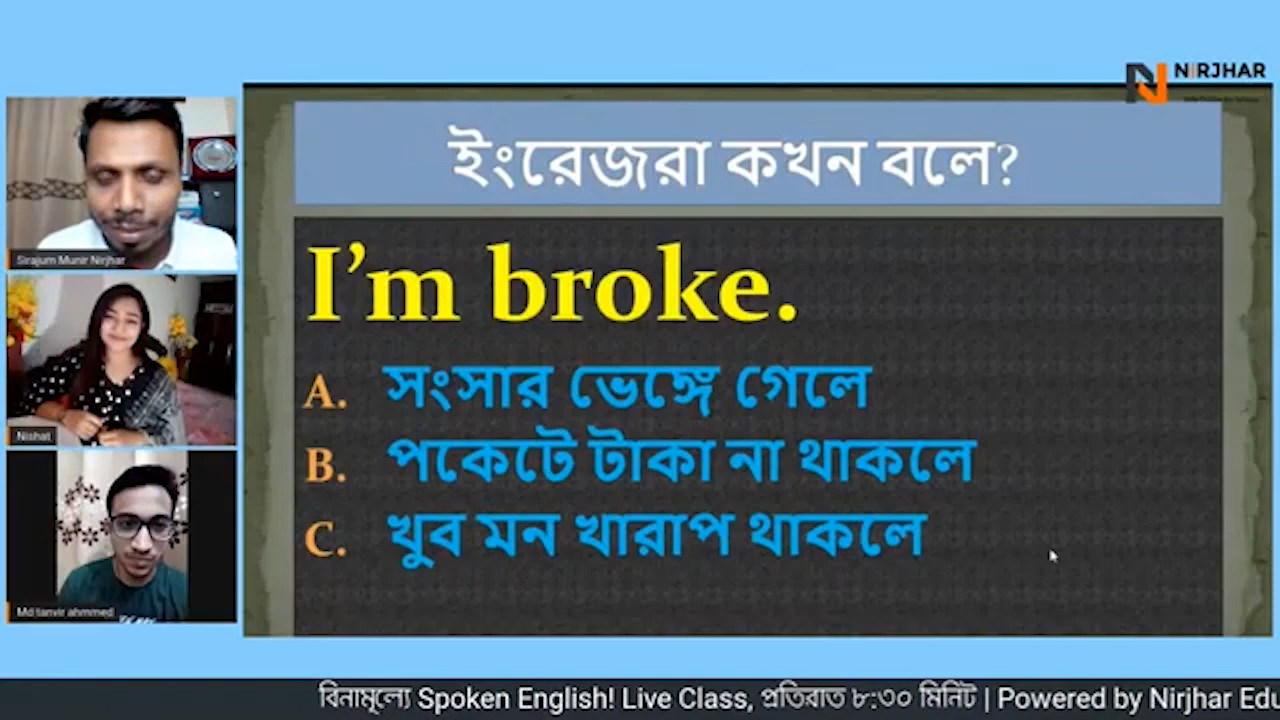 NIRJHAR
ইংরেজরা কখন বলে?
I'm broke.
A. সংসার ভেঙ্গে গেলে
B. পকেটে টাকা না থাকলে
C. খুব মন খারাপ থাকলে
Sirajum Munir Nirjhar
Nishat
Md tanvir ahmmed
বিনামূল্যে Spoken English! Live Class, প্রতিরাত ৮:৩০ মিনিট | Powered by Nirjhar Edu